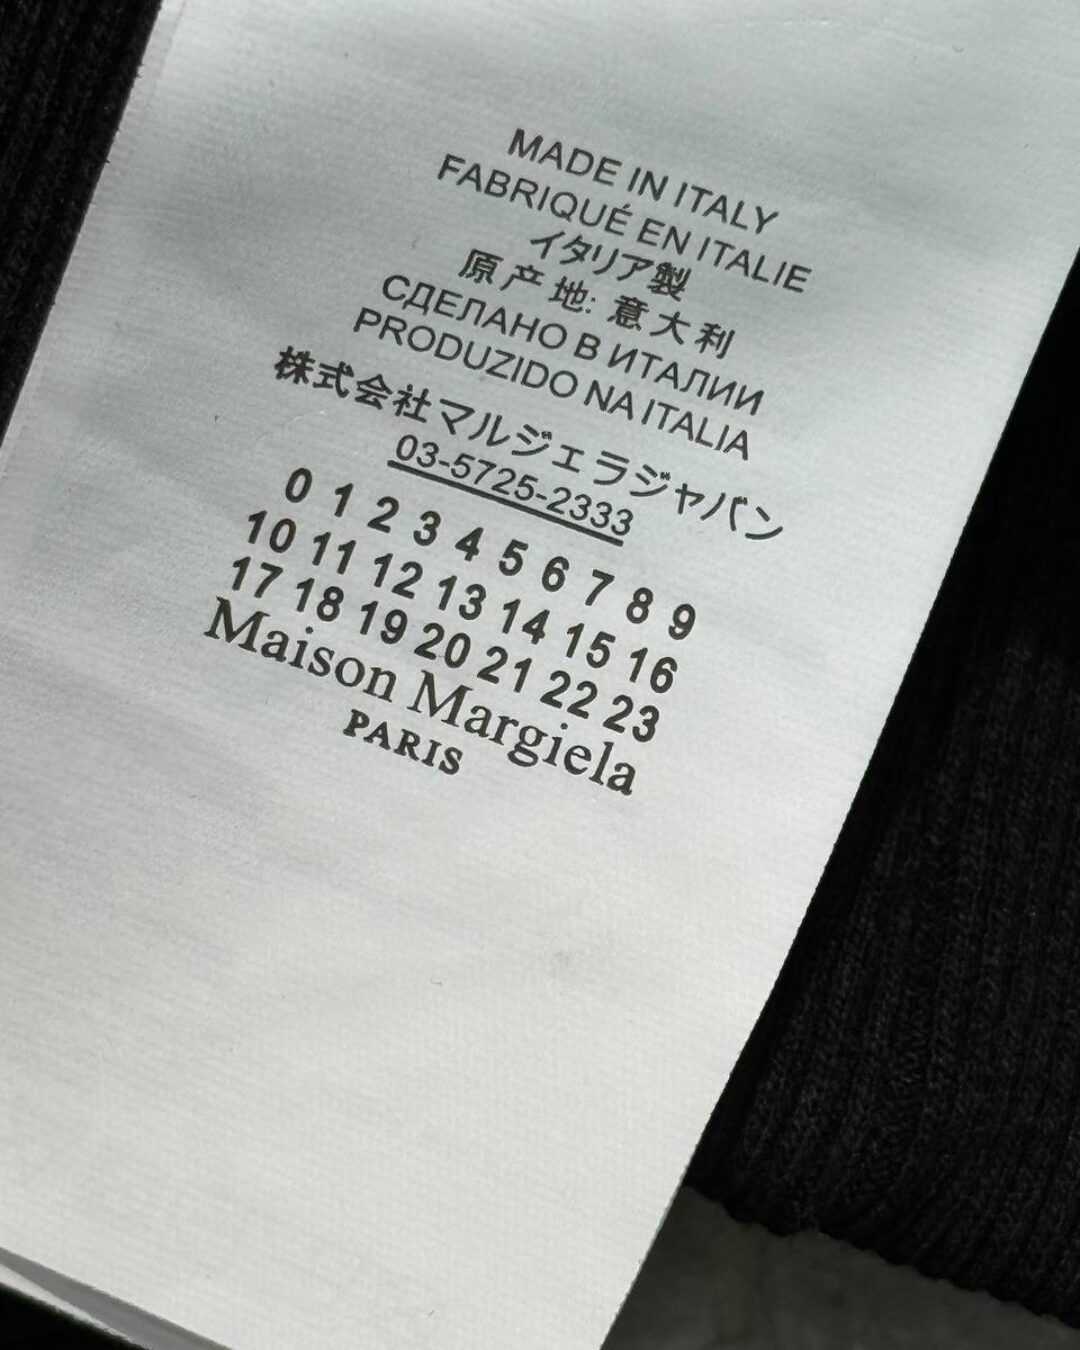 MADE IN ITALY
FABRIQUÉ EN ITALIE
イタリア製
原产地: 意大利
СДЕЛАНО В ИТАЛИИ
PRODUZIDO NA ITALIA
株式会社マルジェラジャパン
03-5725-2333
0 1 2 3 4 5 6 7 8 9
10 11 12 13 14 15 16
17 18 19 20 21 22 23
Maison Margiela
PARIS